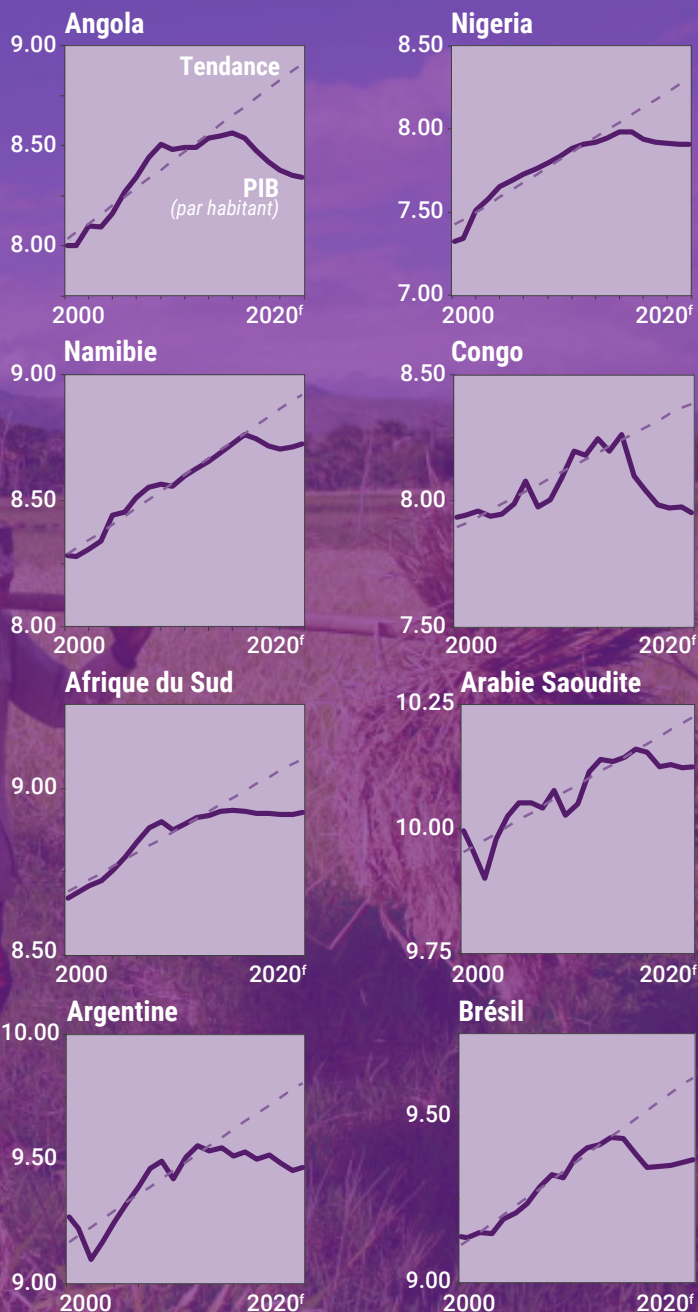 Angola
9.00
8.50
8.00
Tendance
PIB
(par habitant)
2000 2020f
Nigeria
8.50
8.00
7.50
7.00
2000 2020f
Namibie
9.00
8.50
8.00
2000 2020f
Congo
8.50
8.00
7.50
2000 2020f
Afrique du Sud
9.00
8.50
2000 2020f
Arabie Saoudite
10.25
10.00
9.75
2000 2020f
Argentine
10.00
9.50
9.00
2000 2020f
Brésil
9.50
9.00
2000 2020f